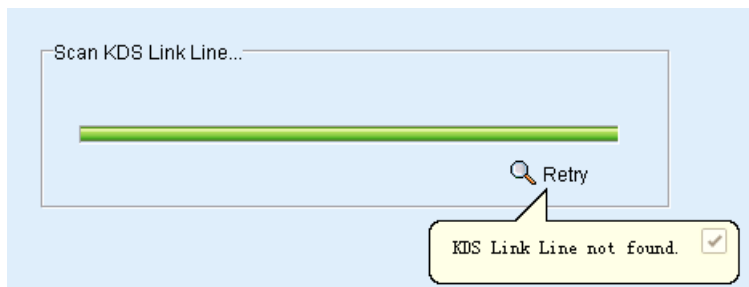 Scan KDS Link Line...
Retry
KDS Link Line not found.